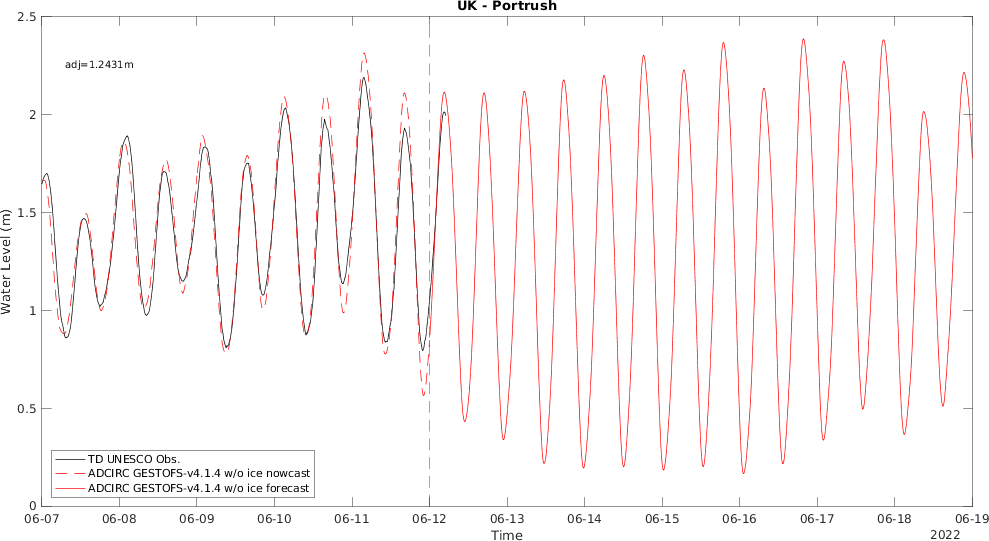 UK - Portrush
adj=1.2431m
Water Level (m)
2.5
2
1.5
1
0.5
0
TD UNESCO Obs.
ADCIRC GESTOFS-v4.1.4 w/o ice nowcast
ADCIRC GESTOFS-v4.1.4 w/o ice forecast
06-07 06-08 06-09 06-10 06-11 06-12 06-13 06-14 06-15 06-16 06-17 06-18 06-19
Time
2022